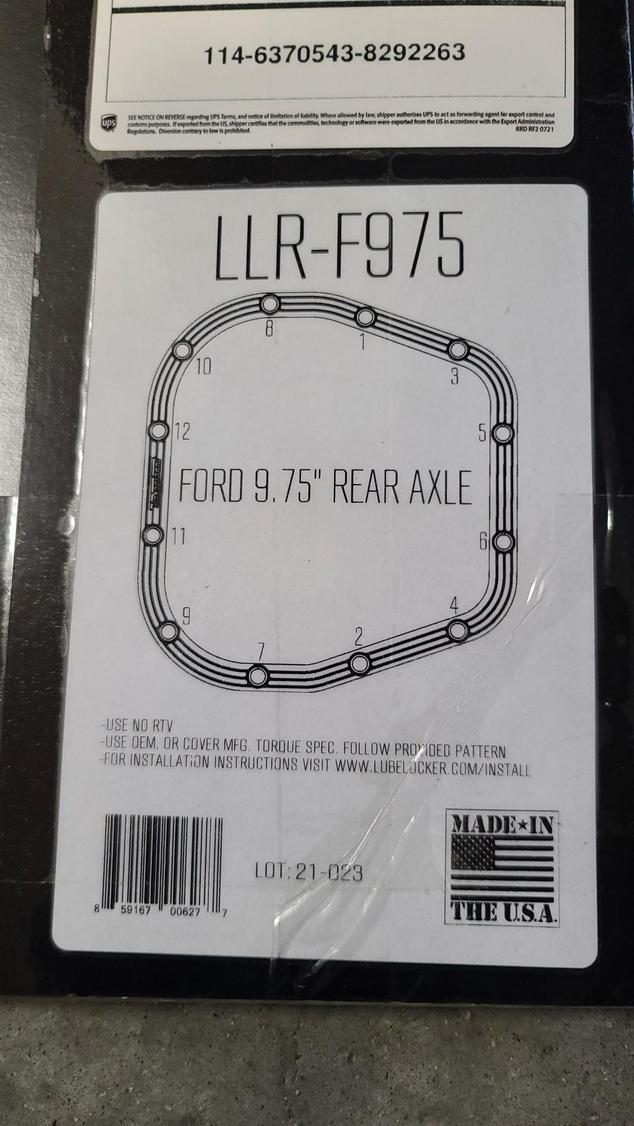 114-6370543-8292263
ups
SEE NOTICE ON REVERSE regarding UPS Terms, and notice of limitation of liability. Where allowed by law, shipper authorizes UPS to act as forwarding agent for export control and
customs purposes. If exported from the US, shipper certifies that the commodities, technology or software were exported from the US in accordance with the Export Administration
Regulations. Diversion contrary to law is prohibited.
RRD RF2 0721
LLR-F975
8
1
10
3
12
5
FORD 9.75" REAR AXLE
11
6
9
4
7
2
-USE NO RTV
-USE OEM, OR COVER MFG. TORQUE SPEC. FOLLOW PROVIDED PATTERN
-FOR INSTALLATION INSTRUCTIONS VISIT WWW.LUBELOCKER.COM/INSTALL
MADE★IN
LOT: 21-023
THE U.S.A.
8 59167 00627 7